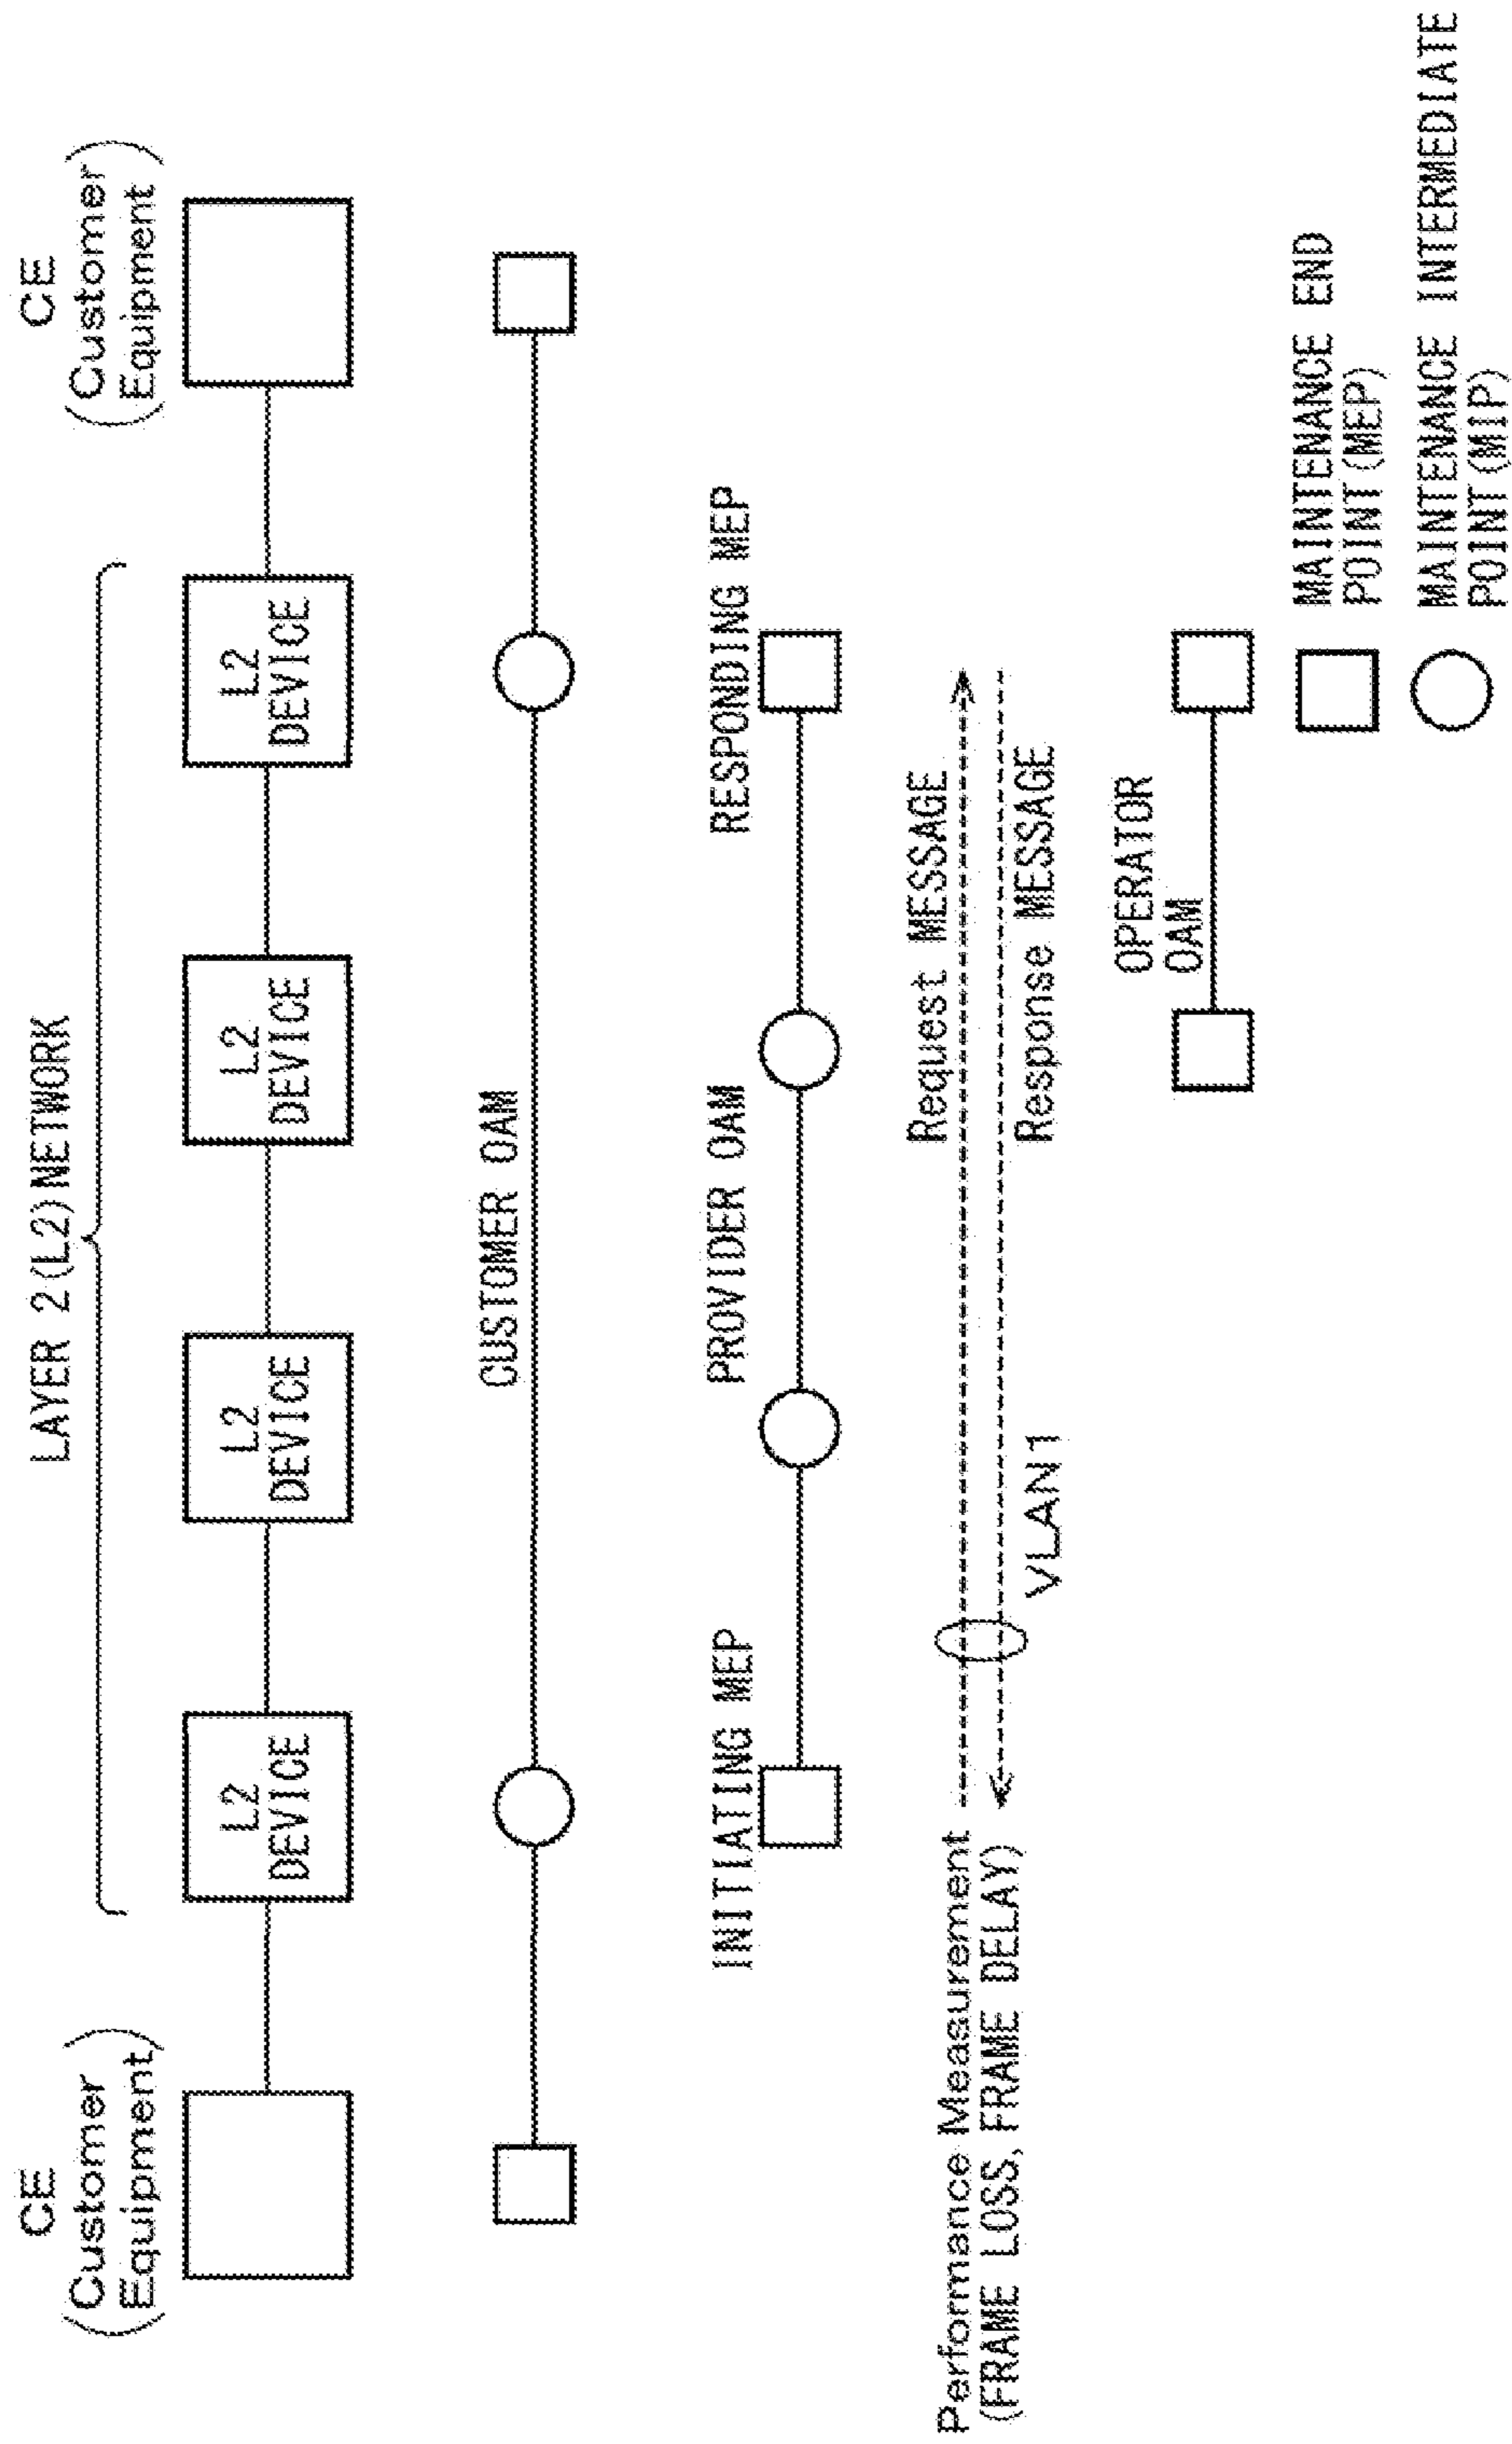 LAYER 2(L2)NETWORK
CE
(Customer
Equipment)
CE
(Customer
Equipment)
L2
DEVICE
L2
DEVICE
L2
DEVICE
L2
DEVICE
CUSTOMER OAM
INITIATING MEP
PROVIDER OAM
RESPONDING MEP
Performance Measurement
(FRAME LOSS, FRAME DELAY)
Request MESSAGE
Response MESSAGE
VLAN1
OPERATOR
OAM
MAINTENANCE END
POINT(MEP)
MAINTENANCE INTERMEDIATE
POINT(MIP)